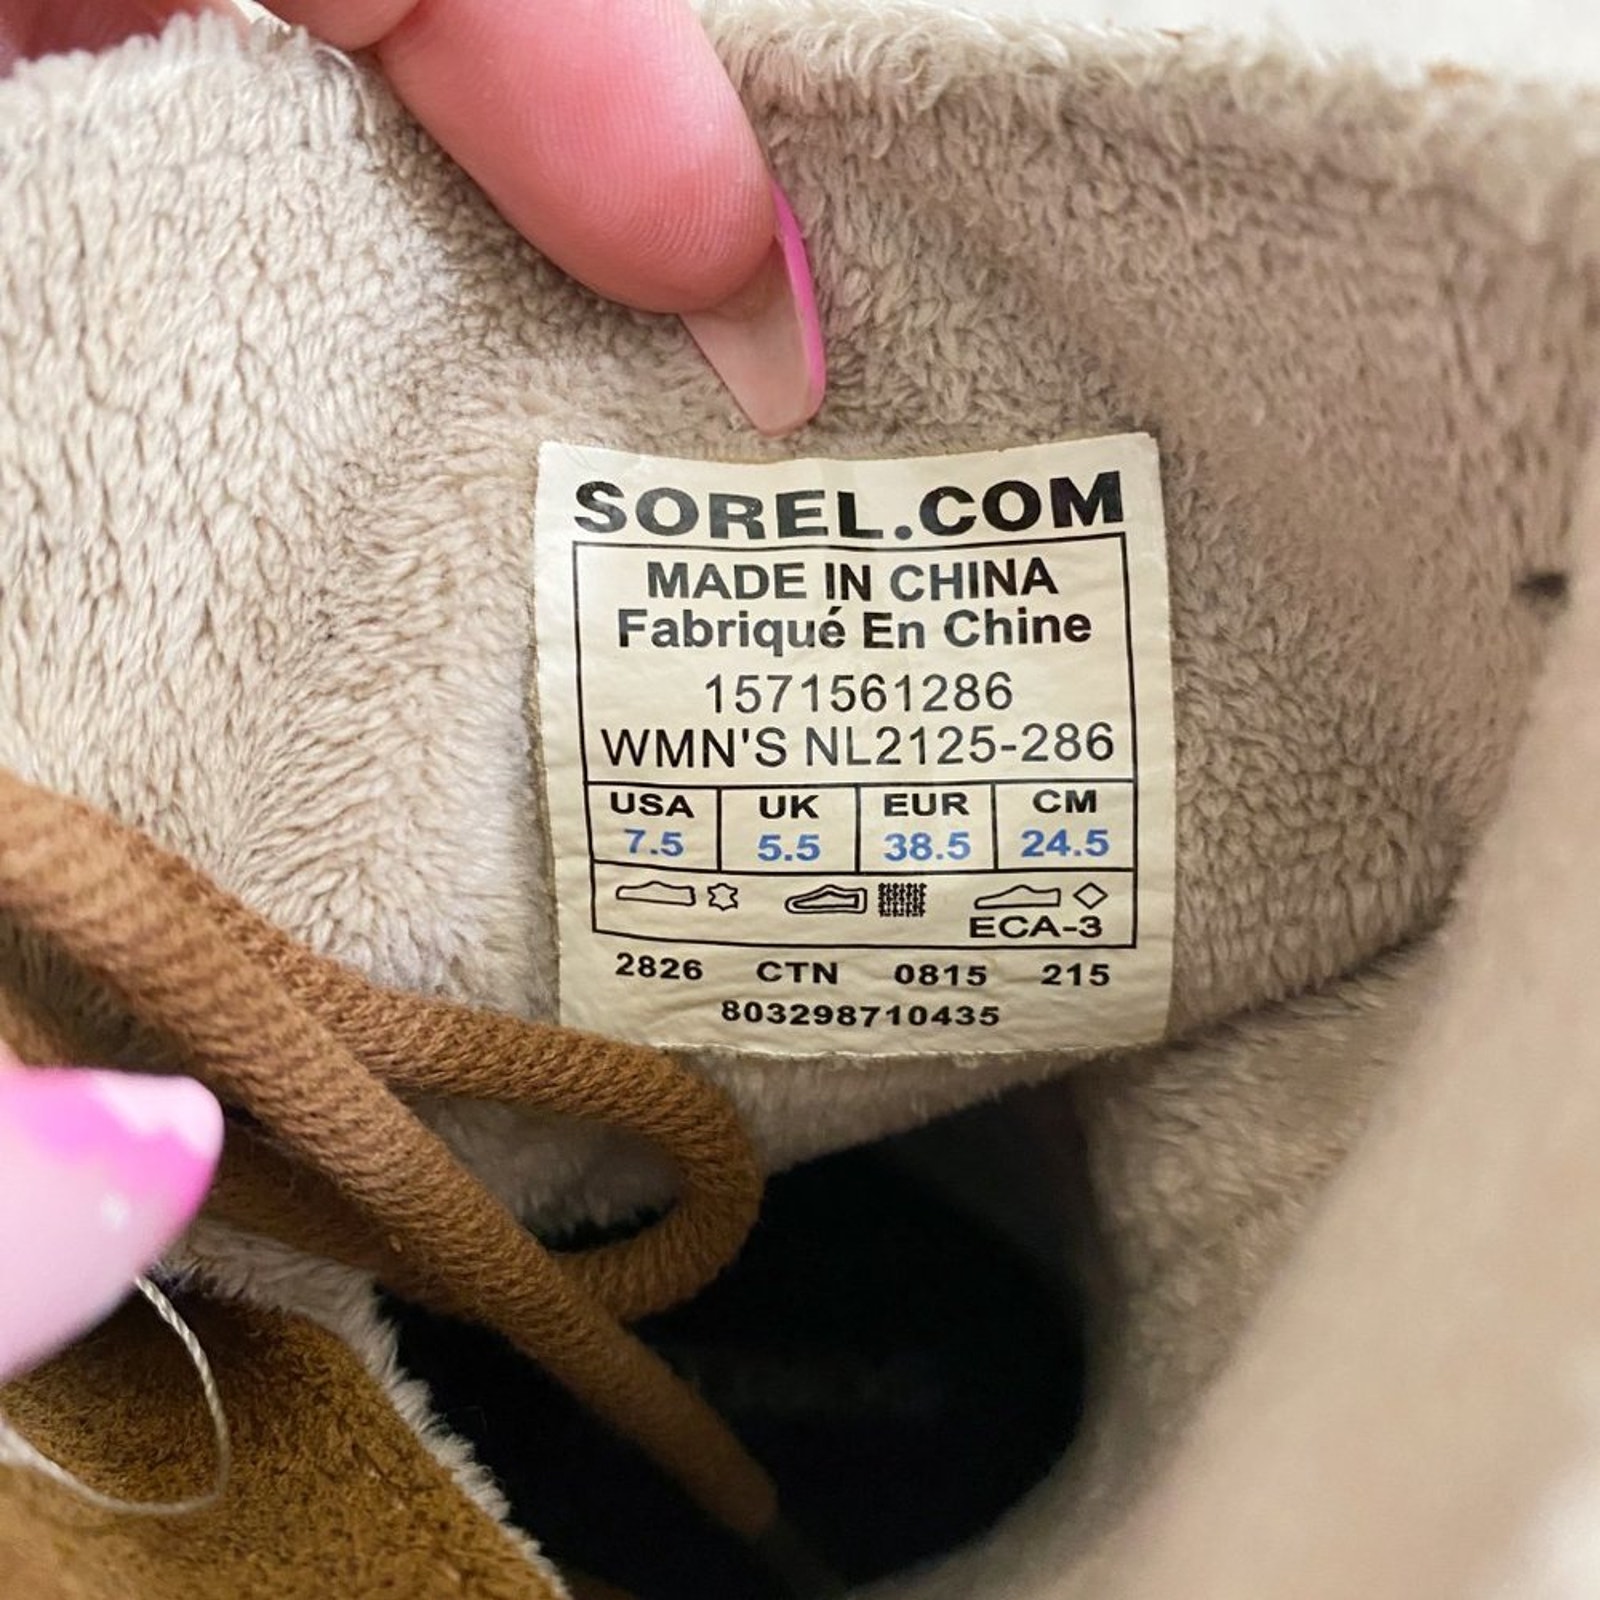 SOREL.COM
MADE IN CHINA
Fabriqué En Chine
1571561286
WMN'S NL2125-286
USA UK EUR CM
7.5 5.5 38.5 24.5
ECA-3
2826 CTN 0815 215
803298710435